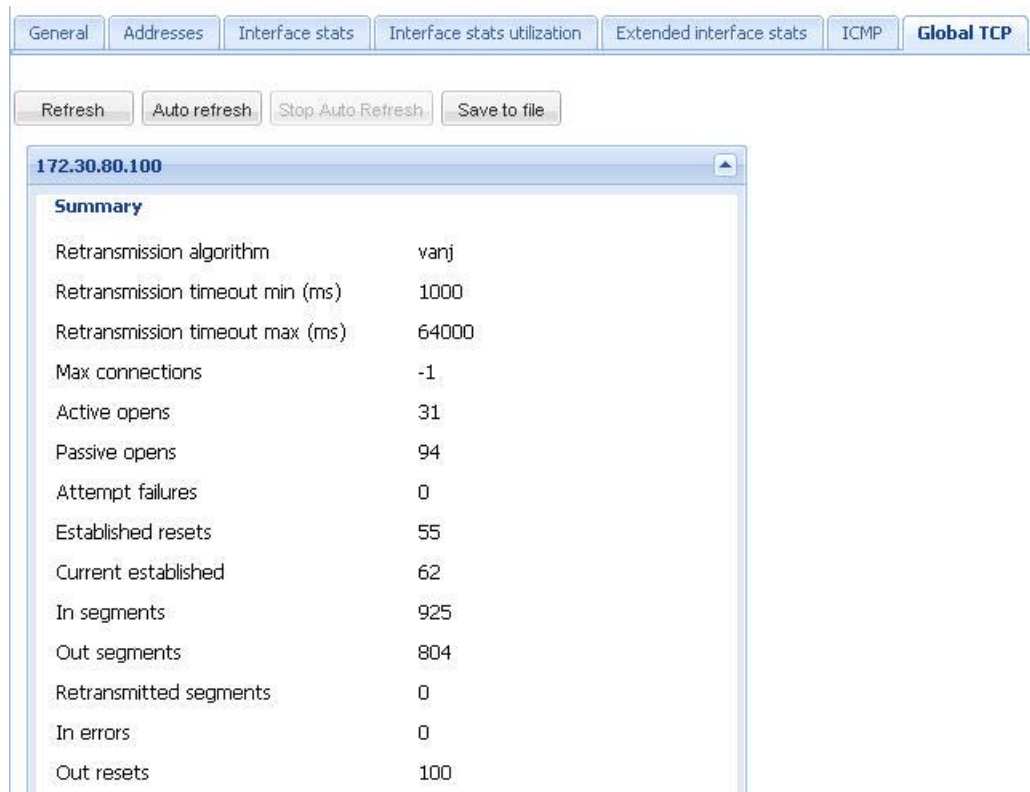 General Addresses Interface stats Interface stats utilization Extended interface stats ICMP Global TCP
Refresh Auto refresh Stop Auto Refresh Save to file
172.30.80.100
Summary
Retransmission algorithm vanj
Retransmission timeout min (ms) 1000
Retransmission timeout max (ms) 64000
Max connections -1
Active opens 31
Passive opens 94
Attempt failures 0
Established resets 55
Current established 62
In segments 925
Out segments 804
Retransmitted segments 0
In errors 0
Out resets 100